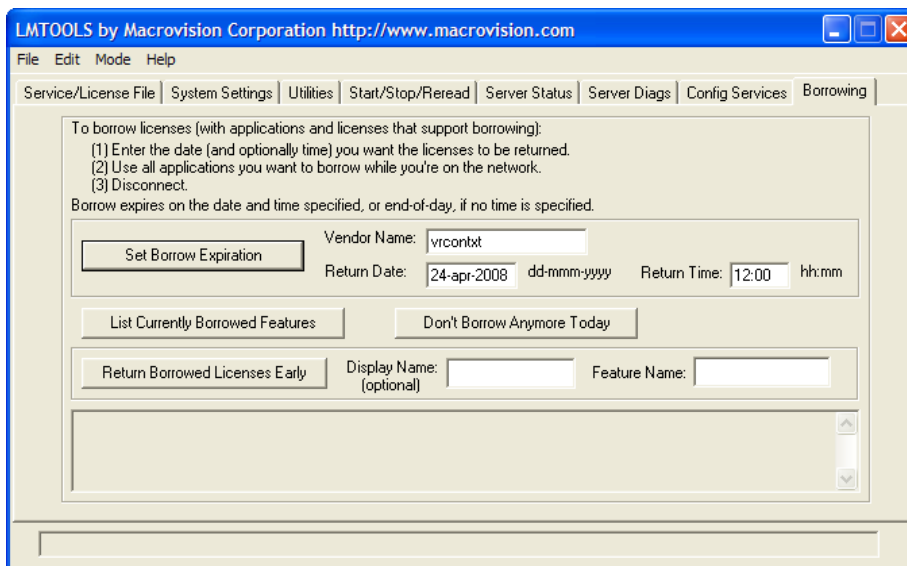 LMTOOLS by Macrovision Corporation http://www.macrovision.com
File Edit Mode Help
Service/License File System Settings Utilities Start/Stop/Reread Server Status Server Diags Config Services Borrowing
To borrow licenses (with applications and licenses that support borrowing):
(1) Enter the date (and optionally time) you want the licenses to be returned.
(2) Use all applications you want to borrow while you're on the network.
(3) Disconnect.
Borrow expires on the date and time specified, or end-of-day, if no time is specified.
Set Borrow Expiration
Vendor Name: vrcontxt
Return Date: 24-apr-2008 dd-mmm-yyyy Return Time: 12:00 hh:mm
List Currently Borrowed Features Don't Borrow Anymore Today
Return Borrowed Licenses Early Display Name: (optional) Feature Name: